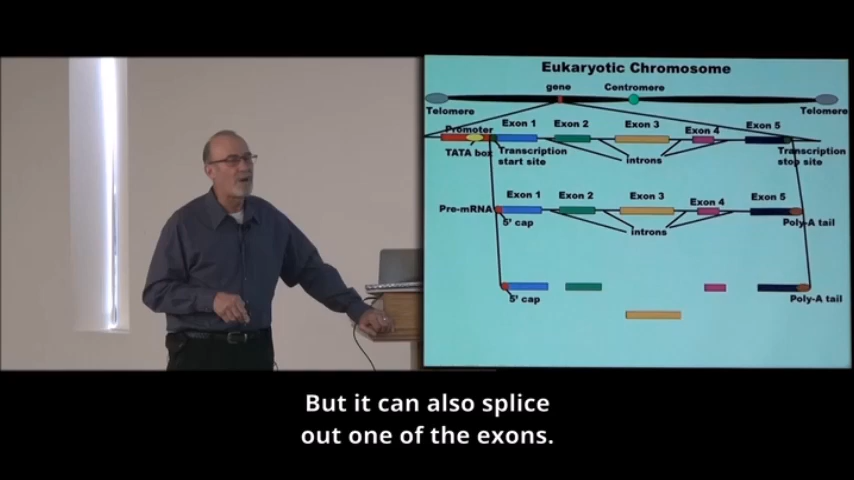 Eukaryotic Chromosome
gene
Centromere
Telomere
Telomere
Promoter
Exon 1
Exon 2
Exon 3
Exon 4
Exon 5
TATA box
Transcription
start site
introns
Transcription
stop site
Exon 1
Exon 2
Exon 3
Exon 4
Exon 5
Pre-mRNA
5' cap
introns
Poly-A tail
5' cap
Poly-A tail
But it can also splice
out one of the exons.